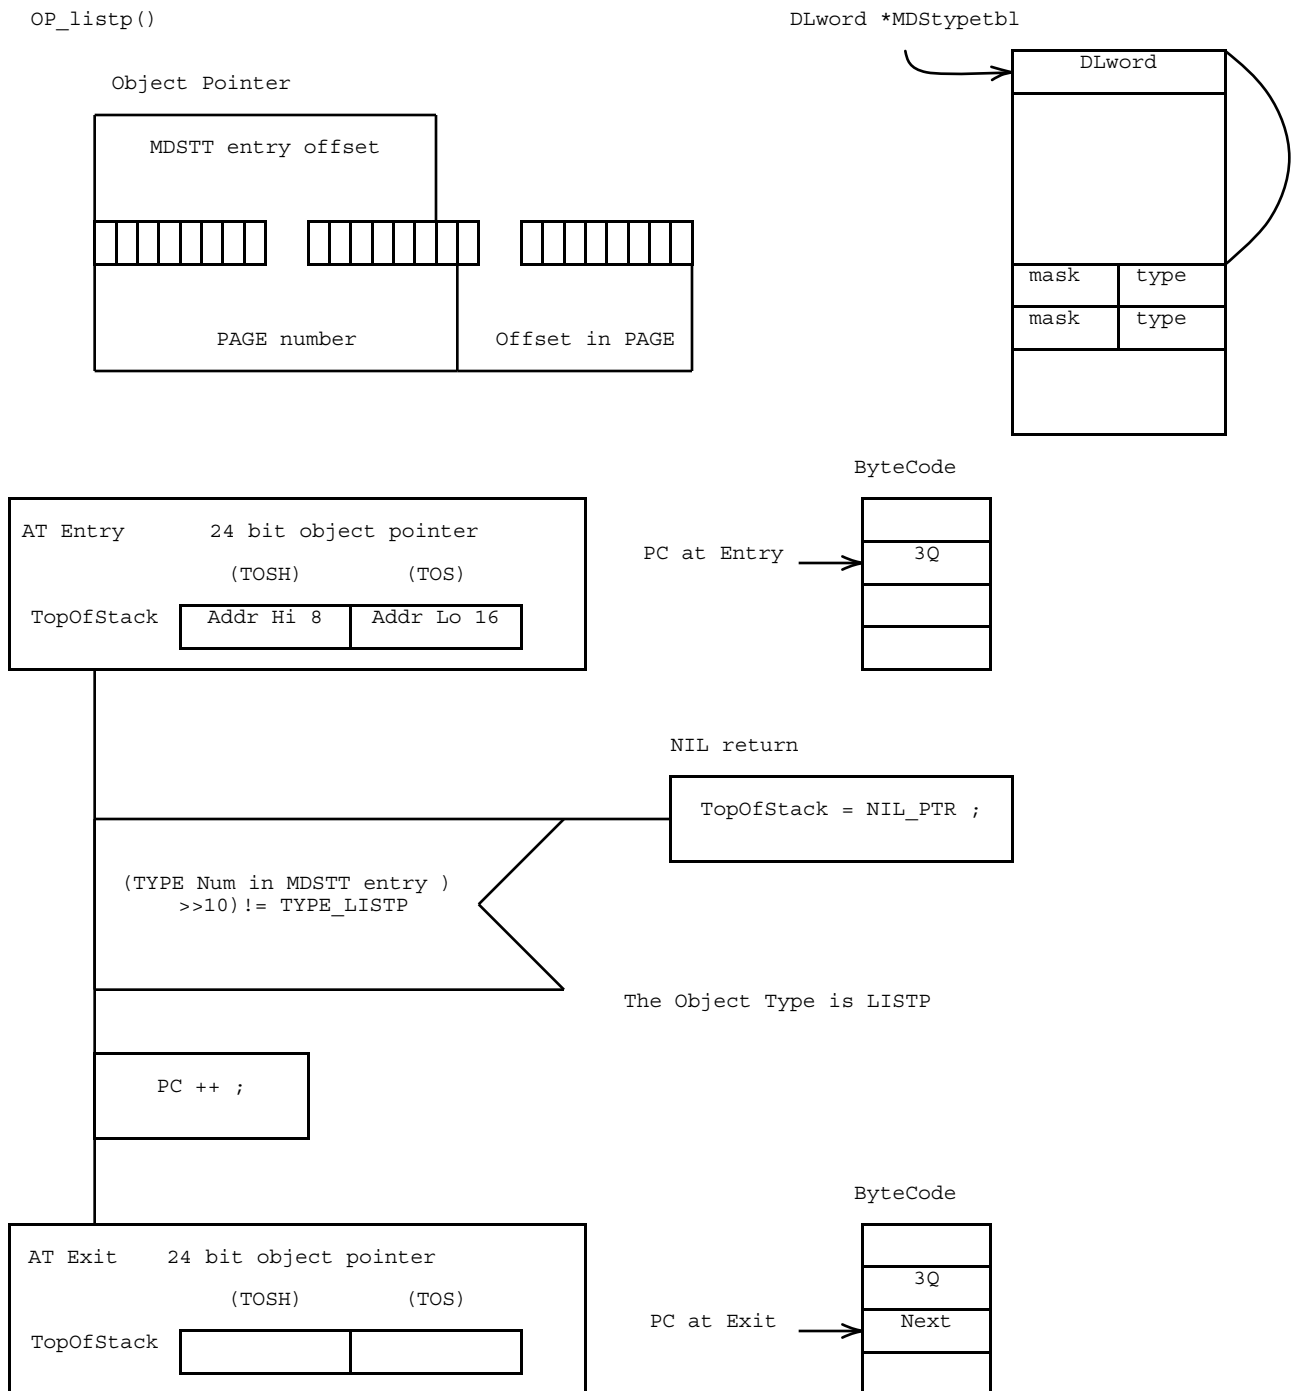 OP_listp()
DLword *MDStypetbl
DLword
Object Pointer
MDSTT entry offset
mask type
mask type
PAGE number
Offset in PAGE
ByteCode
AT Entry 24 bit object pointer
(TOSH) (TOS)
TopOfStack Addr Hi 8 Addr Lo 16
PC at Entry
3Q
NIL return
TopOfStack = NIL_PTR ;
(TYPE Num in MDSTT entry )
>>10)!= TYPE_LISTP
The Object Type is LISTP
PC ++ ;
ByteCode
AT Exit 24 bit object pointer
(TOSH) (TOS)
TopOfStack
3Q
PC at Exit
Next